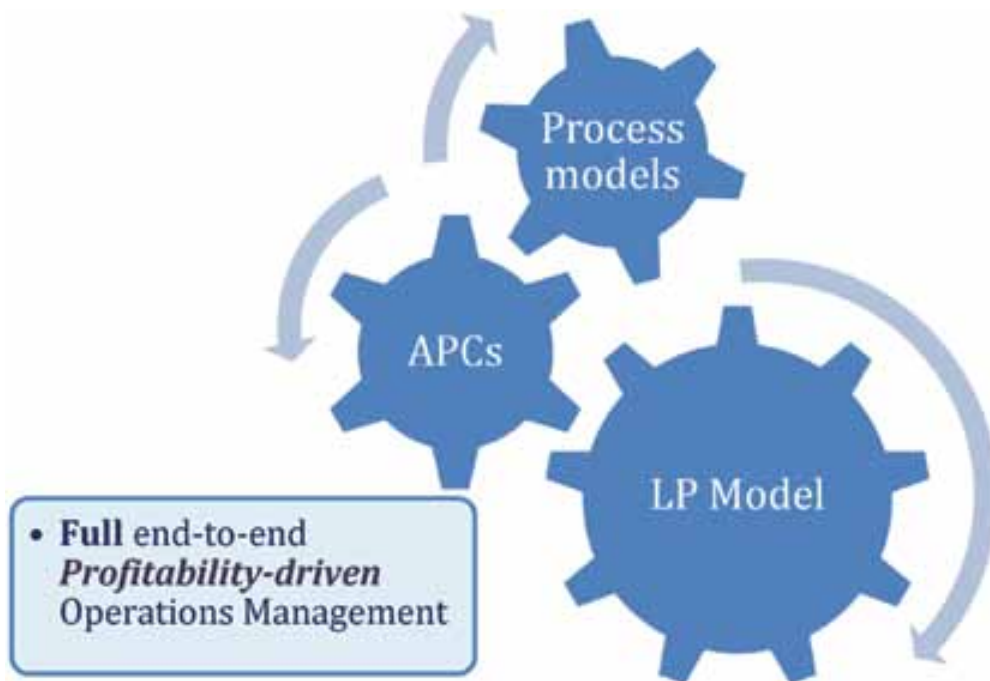 Process
models
APCs
LP Model
• Full end-to-end
Profitability-driven
Operations Management